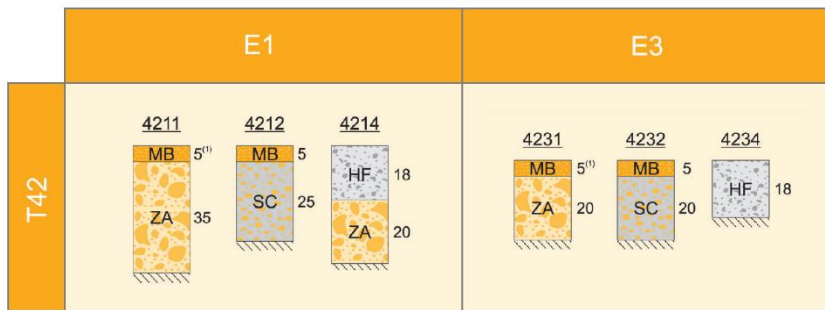 E1
E3
T42
4211
4212
4214
MB 5(1)
MB 5
HF 18
ZA 35
SC 25
ZA 20
4231
4232
4234
MB 5(1)
MB 5
HF 18
ZA 20
SC 20